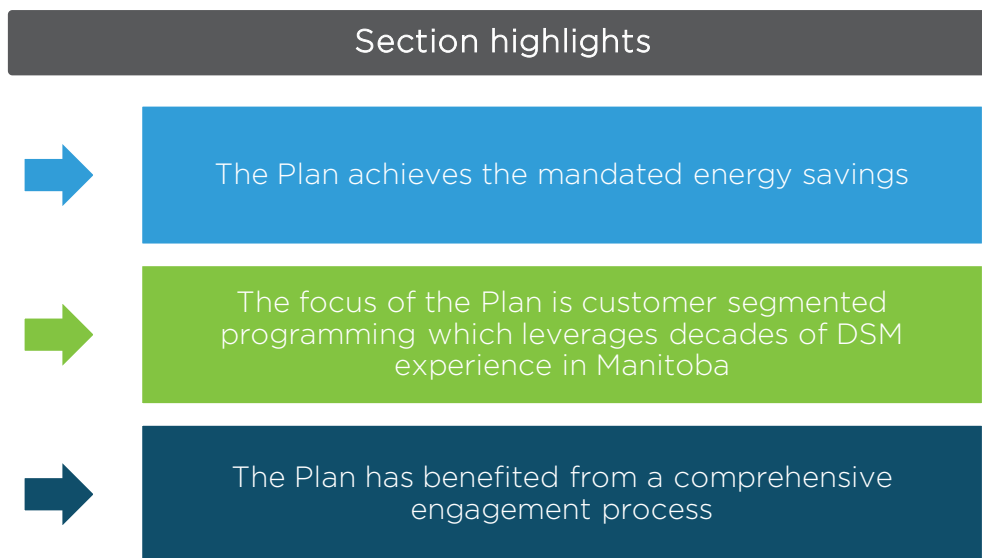 Section highlights
The Plan achieves the mandated energy savings
The focus of the Plan is customer segmented
programming which leverages decades of DSM
experience in Manitoba
The Plan has benefited from a comprehensive
engagement process